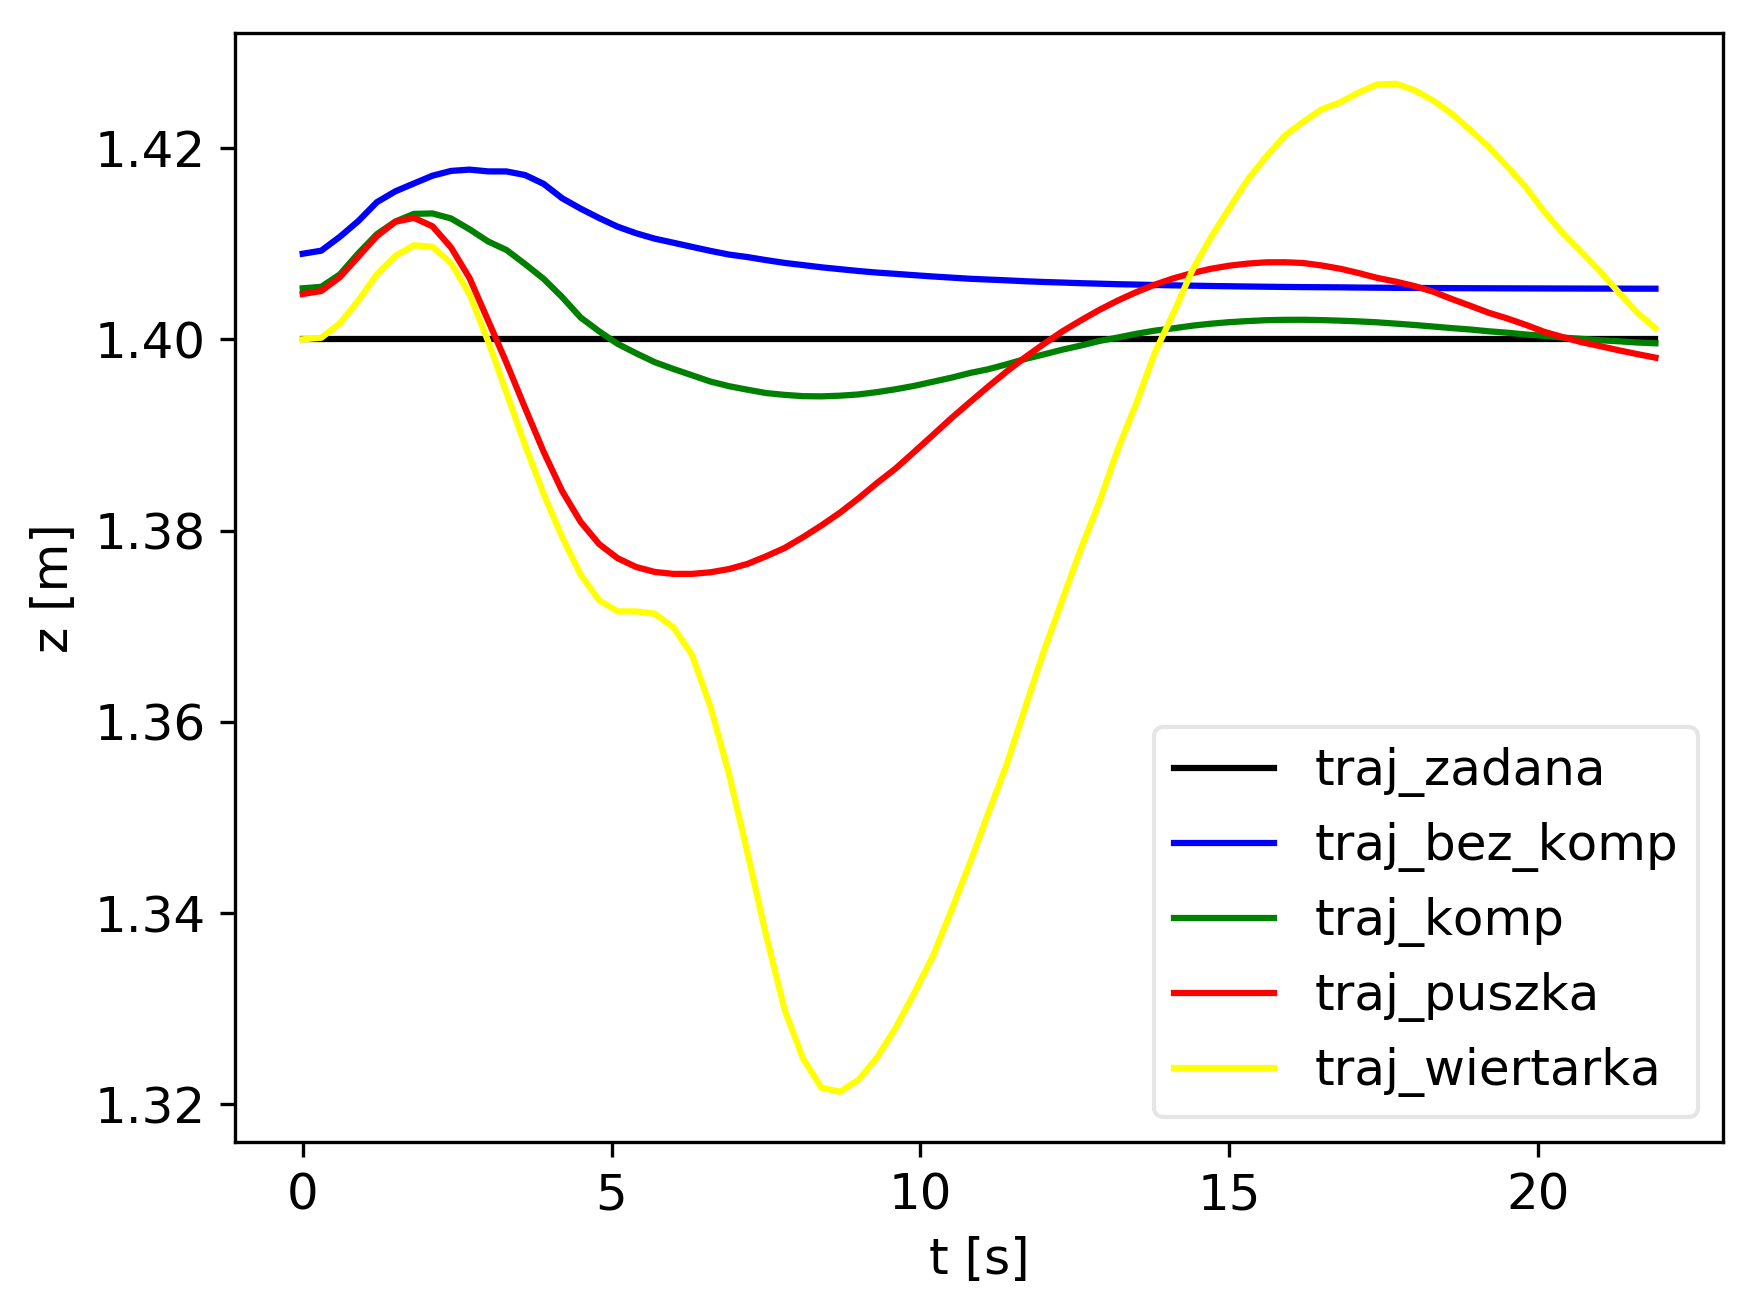 1.42
1.40
1.38
1.36
1.34
1.32
z [m]
0 5 10 15 20
t [s]
traj_zadana
traj_bez_komp
traj_komp
traj_puszka
traj_wiertarka